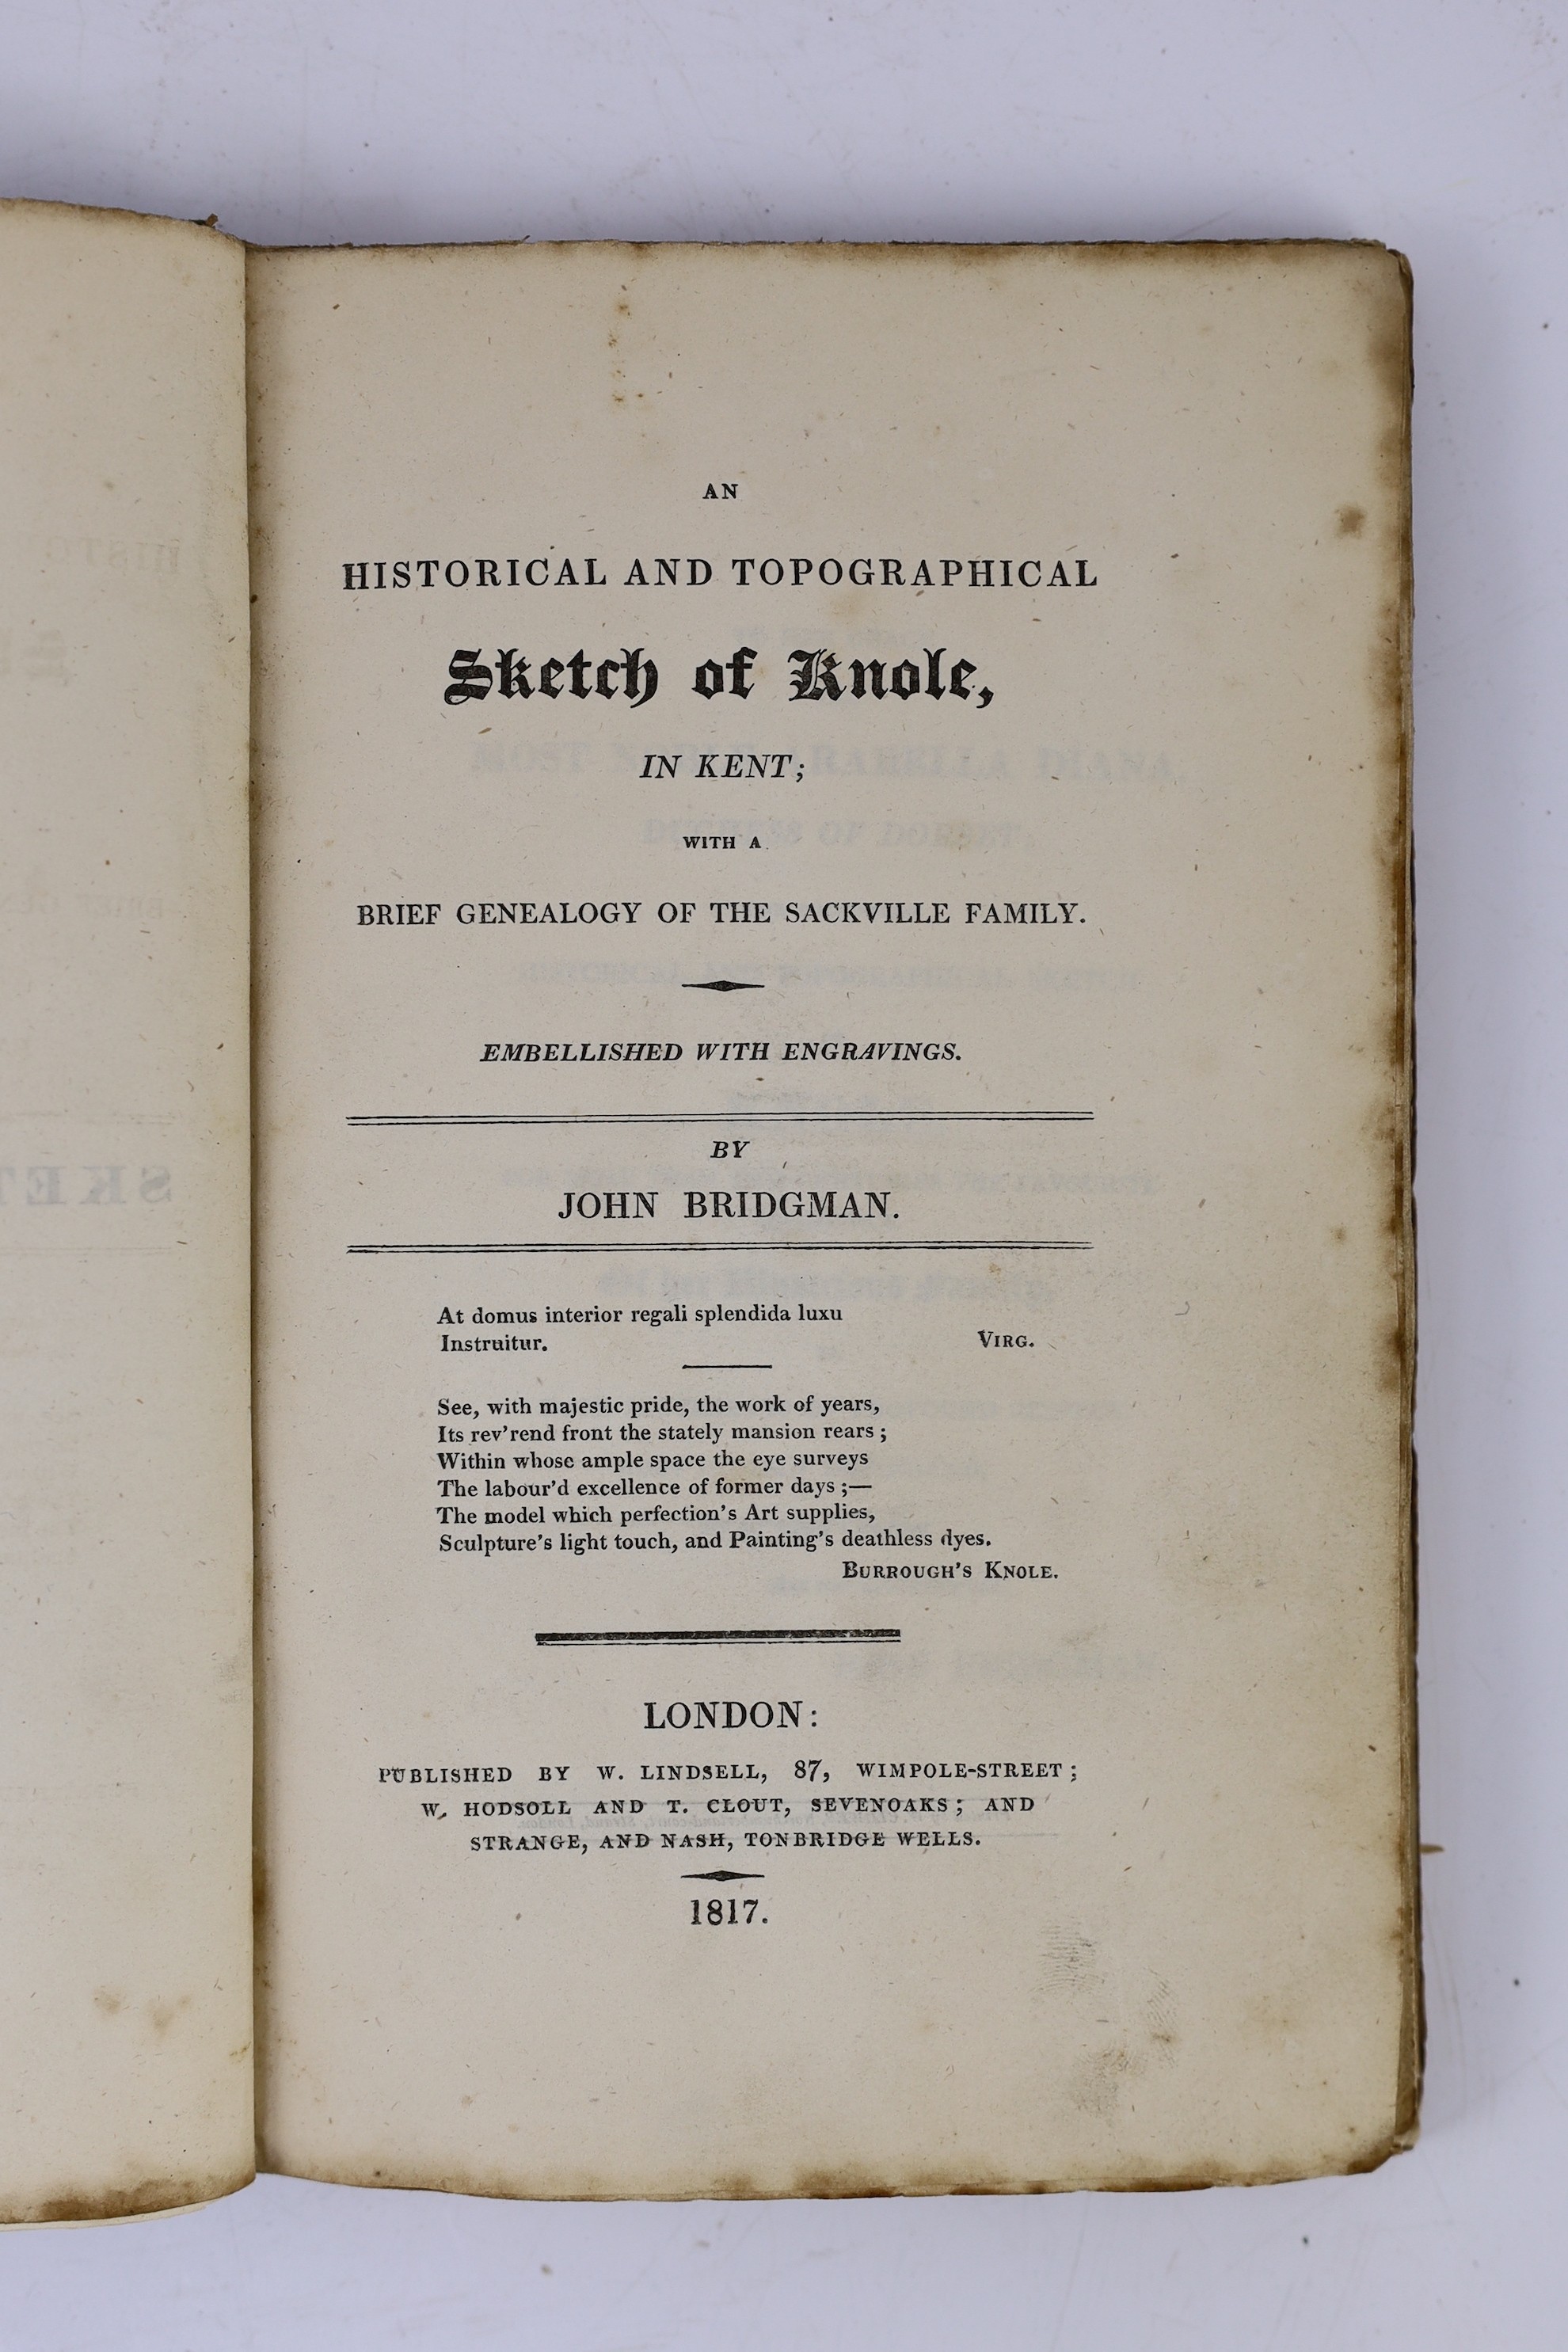 AN
HISTORICAL AND TOPOGRAPHICAL
Sketch of Knole,
IN KENT;
WITH A
BRIEF GENEALOGY OF THE SACKVILLE FAMILY.
EMBELLISHED WITH ENGRAVINGS.
BY
JOHN BRIDGMAN.
At domus interior regali splendida luxu
Instruitur. VIRG.
See, with majestic pride, the work of years,
Its rev'rend front the stately mansion rears;
Within whose ample space the eye surveys
The labour'd excellence of former days;—
The model which perfection's Art supplies,
Sculpture's light touch, and Painting's deathless dyes.
BURROUGH'S KNOLE.
LONDON:
PUBLISHED BY W. LINDSELL, 87, WIMPOLE-STREET;
W. HODSOLL AND T. CLOUT, SEVENOAKS; AND
STRANGE, AND NASH, TONBRIDGE WELLS.
1817.